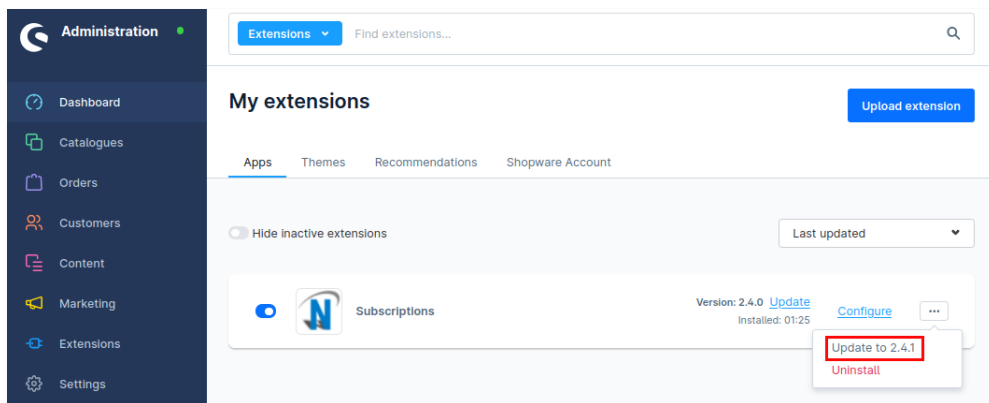 Administration
Extensions
Find extensions...
Dashboard
Catalogues
Orders
Customers
Content
Marketing
Extensions
Settings
My extensions
Upload extension
Apps Themes Recommendations Shopware Account
Hide inactive extensions
Last updated
N
Subscriptions
Version: 2.4.0 Update
Installed: 01:25
Configure
...
Update to 2.4.1
Uninstall